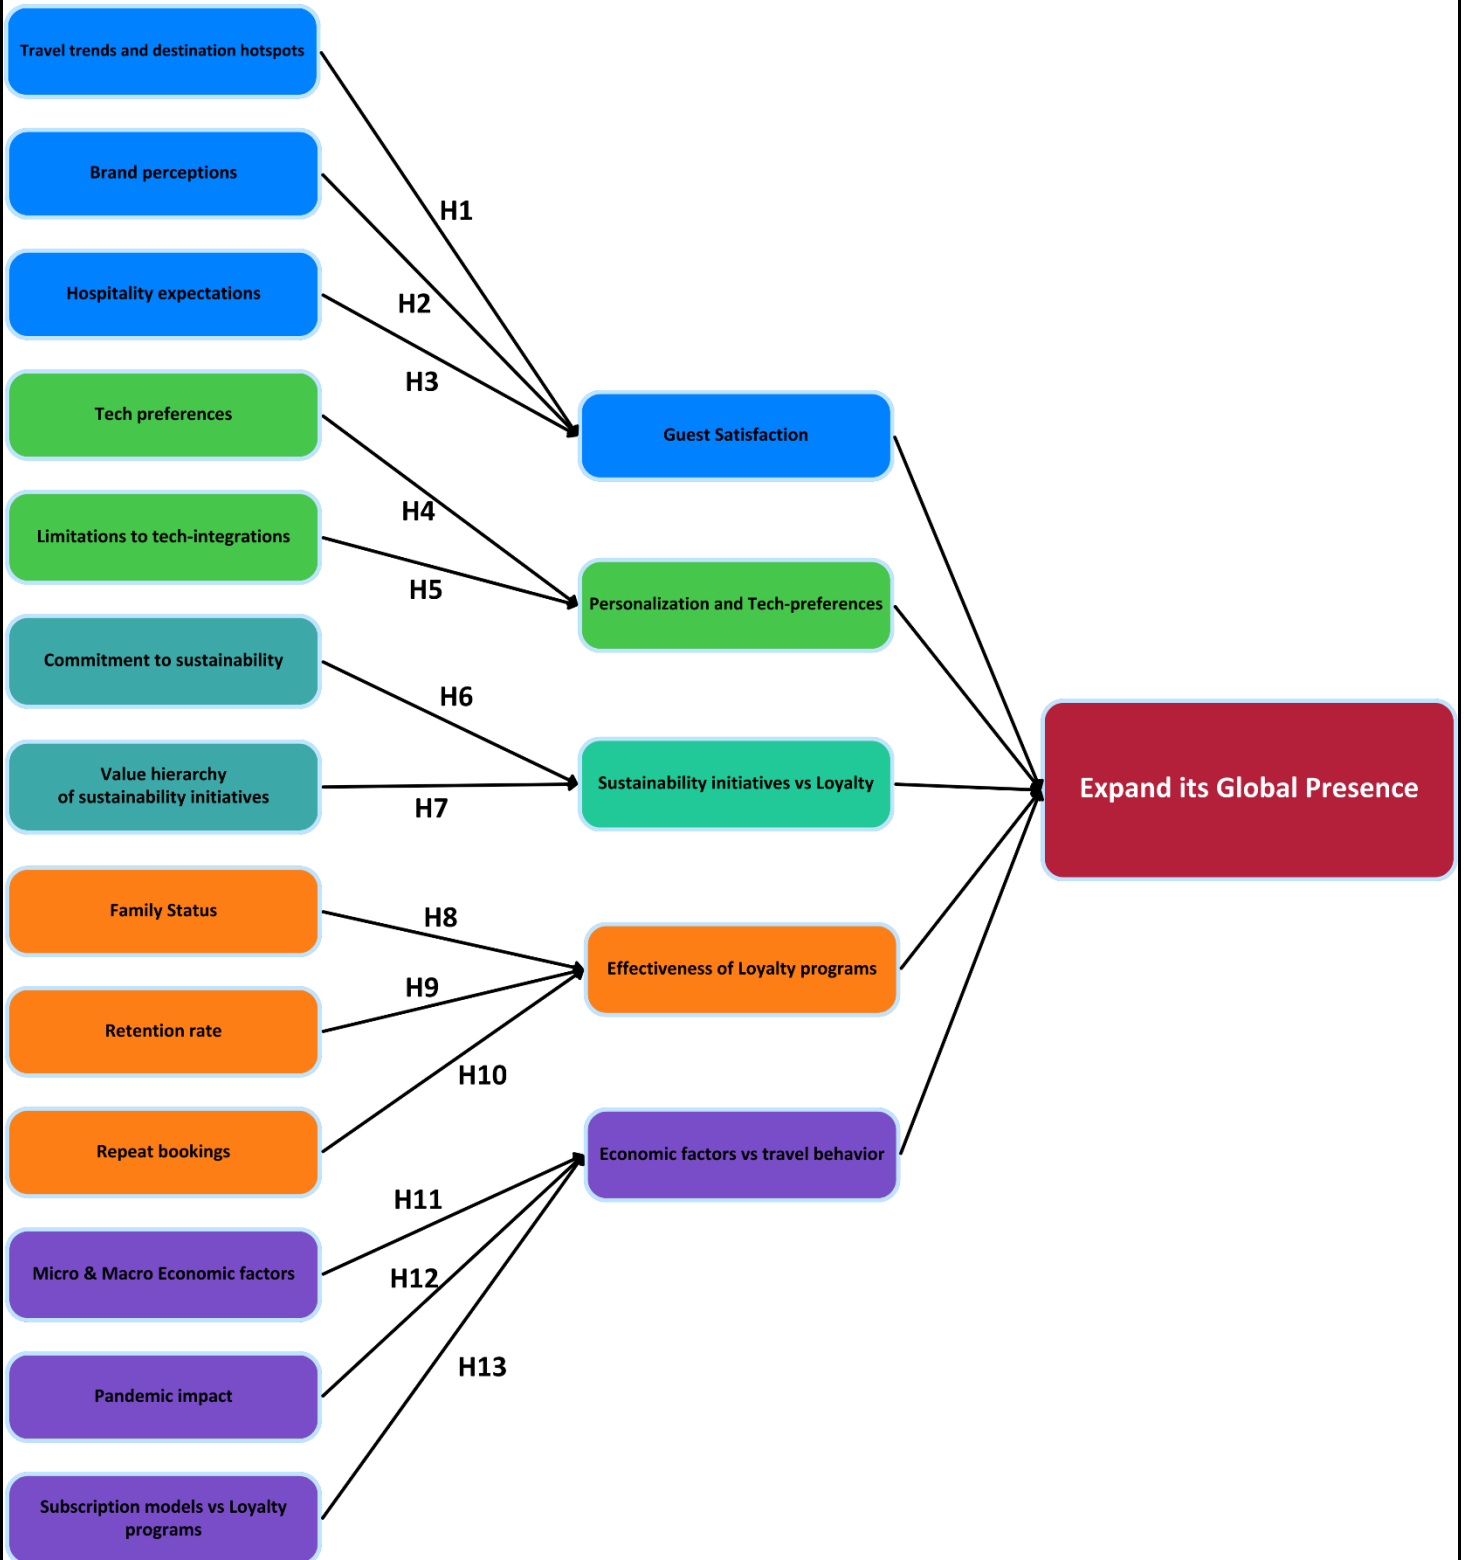 Travel trends and destination hotspots
Brand perceptions
H1
Hospitality expectations
H2
H3
Tech preferences
Guest Satisfaction
H4
Limitations to tech-integrations
H5
Personalization and Tech-preferences
Commitment to sustainability
H6
Value hierarchy
of sustainability initiatives
H7
Sustainability initiatives vs Loyalty
Expand its Global Presence
Family Status
H8
Effectiveness of Loyalty programs
H9
Retention rate
H10
Repeat bookings
Economic factors vs travel behavior
H11
Micro & Macro Economic factors
H12
Pandemic impact
H13
Subscription models vs Loyalty
programs